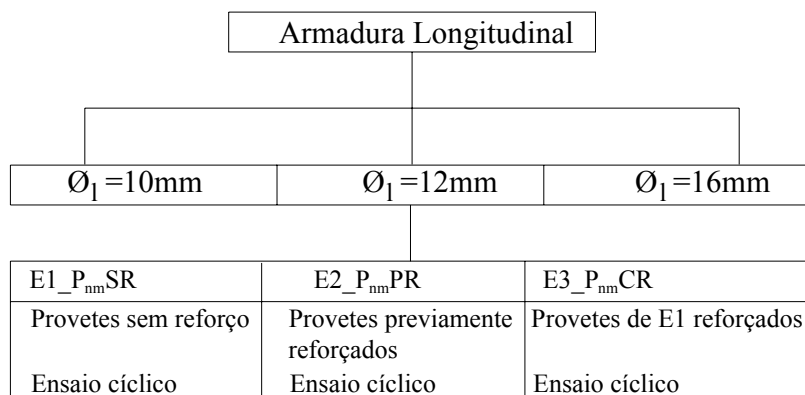 Armadura Longitudinal
Ø₁ =10mm Ø₁ =12mm Ø₁ =16mm
E1_PₙₘSR E2_PₙₘPR E3_PₙₘCR
Provetes sem reforço Provetes previamente reforçados Provetes de E1 reforçados
Ensaio cíclico Ensaio cíclico Ensaio cíclico